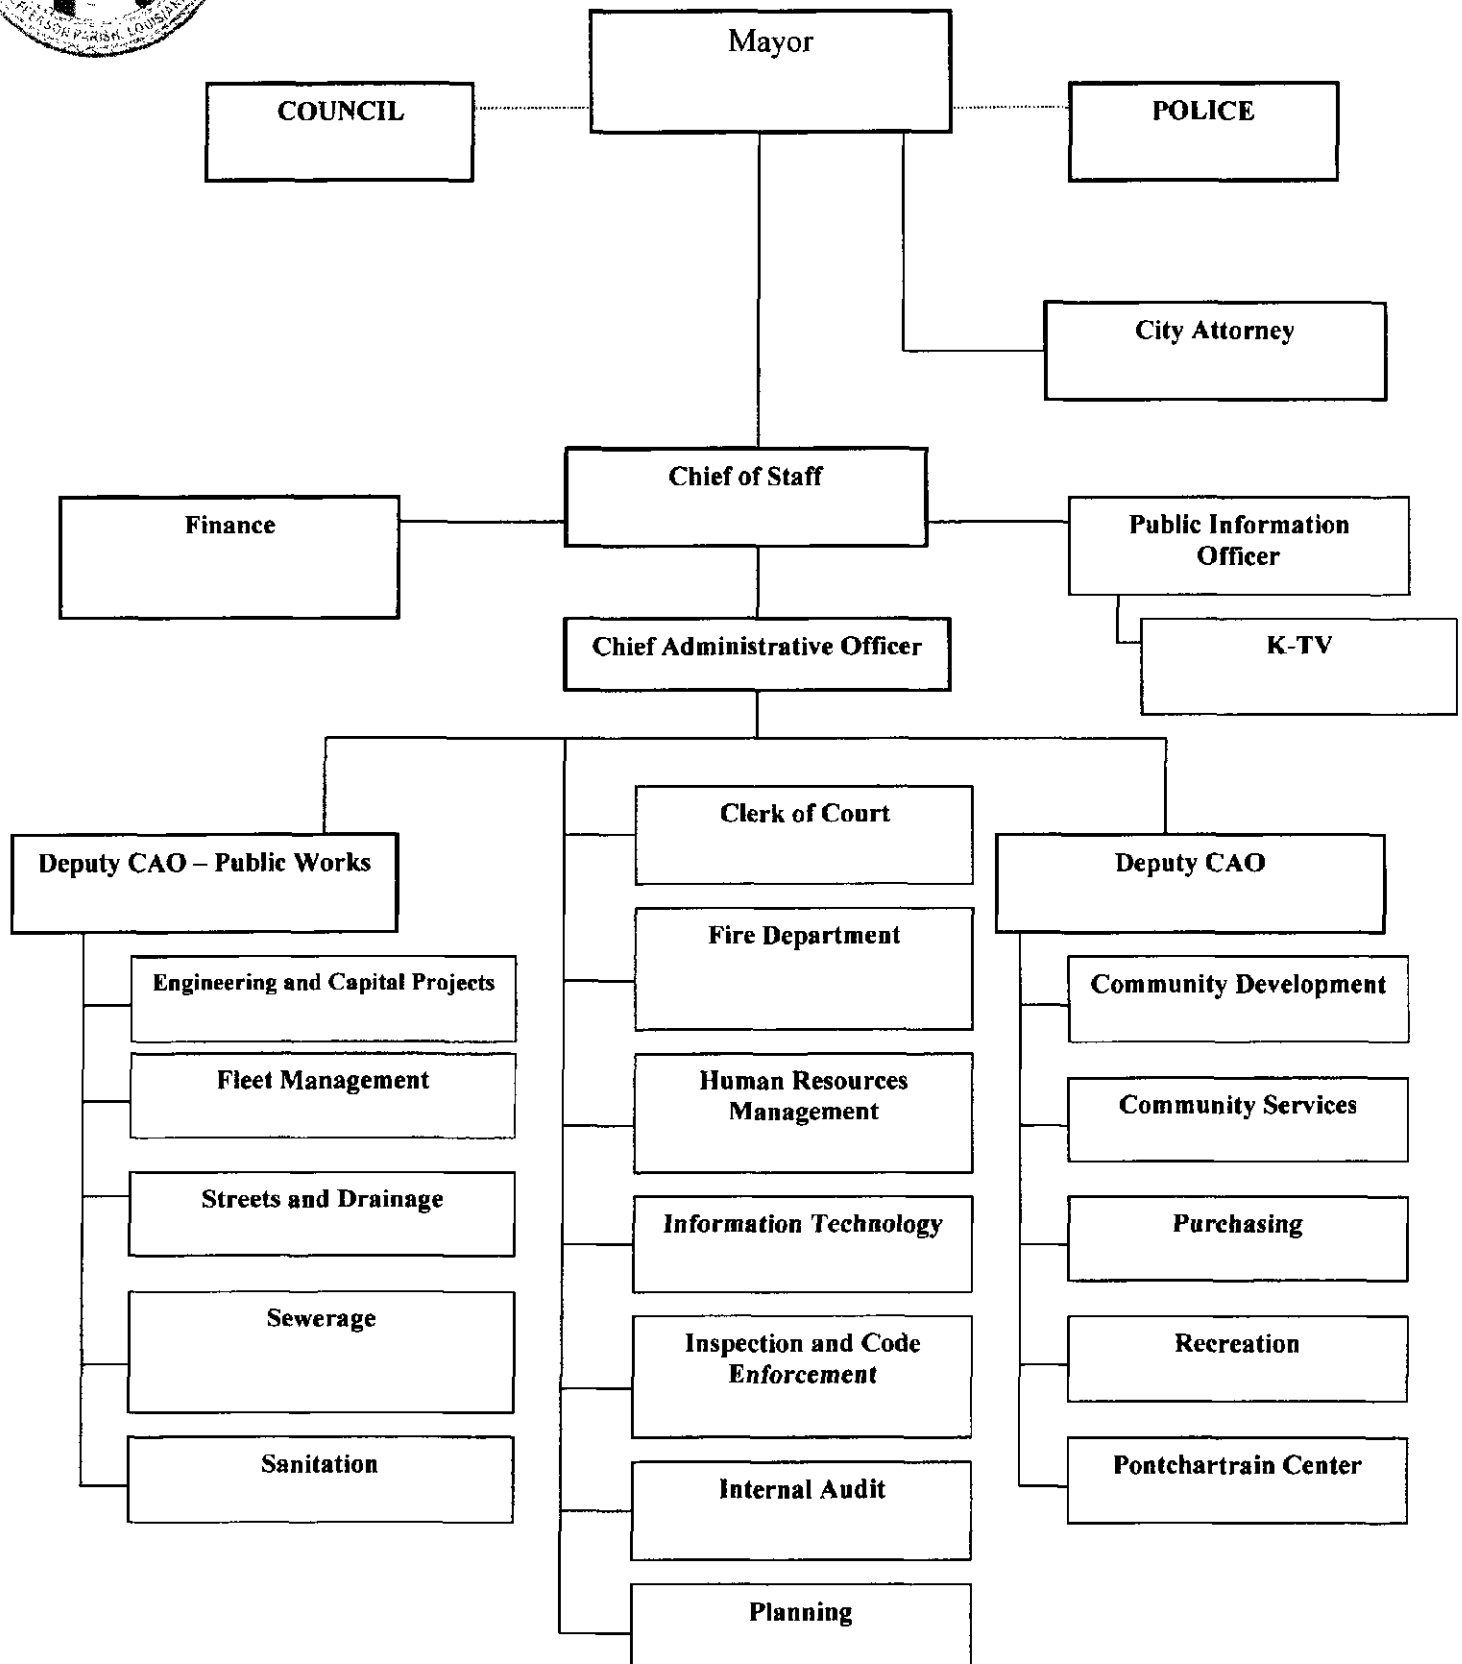 JEFFERSON PARISH, LOUISIANA
Mayor
COUNCIL
POLICE
City Attorney
Chief of Staff
Finance
Public Information
Officer
Chief Administrative Officer
K-TV
Deputy CAO – Public Works
Engineering and Capital Projects
Fleet Management
Streets and Drainage
Sewerage
Sanitation
Clerk of Court
Fire Department
Human Resources
Management
Information Technology
Inspection and Code
Enforcement
Internal Audit
Planning
Deputy CAO
Community Development
Community Services
Purchasing
Recreation
Pontchartrain Center